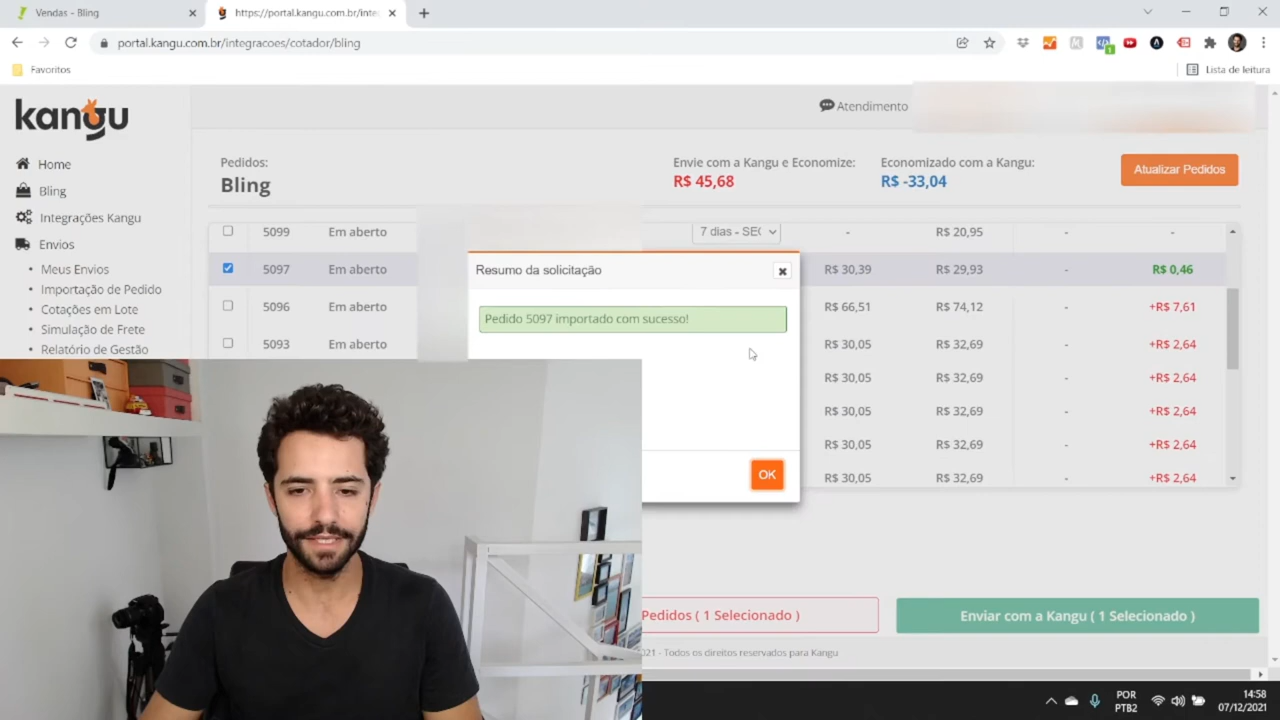 Vendas - Bling
https://portal.kangu.com.br/inte
portal.kangu.com.br/integracoes/cotador/bling
Favoritos
Lista de leitura
kangu
Atendimento
Home
Bling
Integrações Kangu
Envios
Meus Envios
Importação de Pedido
Cotações em Lote
Simulação de Frete
Relatório de Gestão
Pedidos:
Bling
Envie com a Kangu e Economize:
R$ 45,68
Economizado com a Kangu:
R$ -33,04
Atualizar Pedidos
5099 Em aberto 7 dias - SE( - R$ 20,95 - -
5097 Em aberto R$ 30,39 R$ 29,93 - R$ 0,46
5096 Em aberto R$ 66,51 R$ 74,12 - +R$ 7,61
5093 Em aberto R$ 30,05 R$ 32,69 - +R$ 2,64
R$ 30,05 R$ 32,69 - +R$ 2,64
R$ 30,05 R$ 32,69 - +R$ 2,64
R$ 30,05 R$ 32,69 - +R$ 2,64
R$ 30,05 R$ 32,69 - +R$ 2,64
Resumo da solicitação
Pedido 5097 importado com sucesso!
OK
Pedidos ( 1 Selecionado )
Enviar com a Kangu ( 1 Selecionado )
021 - Todos os direitos reservados para Kangu
POR
PTB2
14:58
07/12/2021